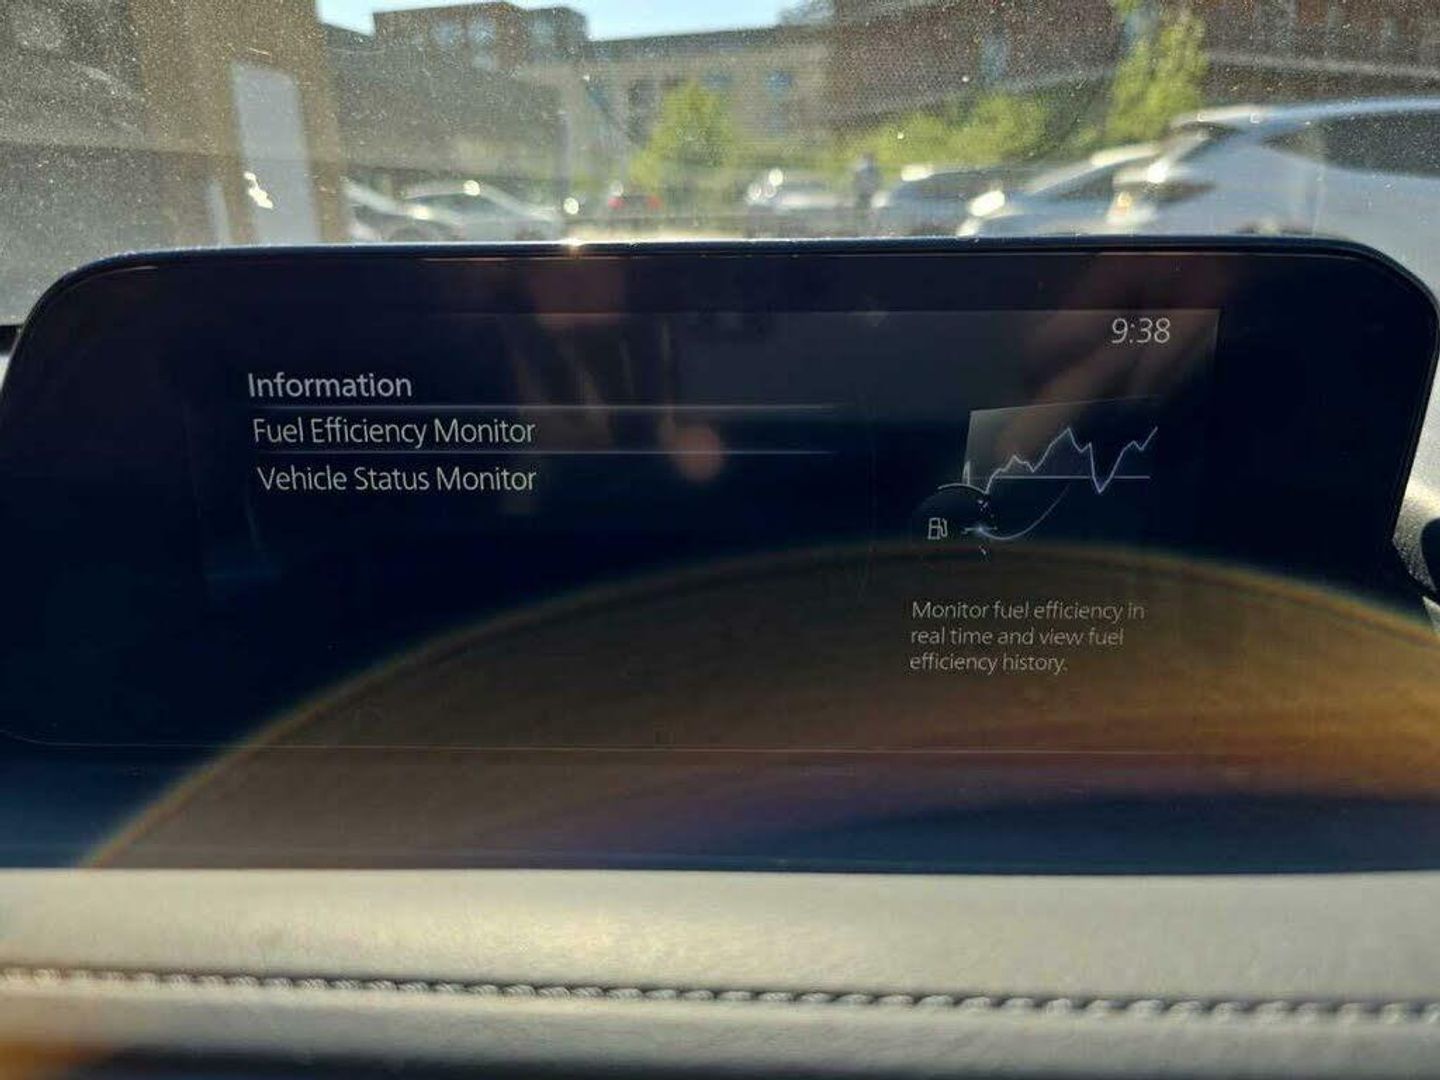 9:38
Information
Fuel Efficiency Monitor
Vehicle Status Monitor
Monitor fuel efficiency in
real time and view fuel
efficiency history.